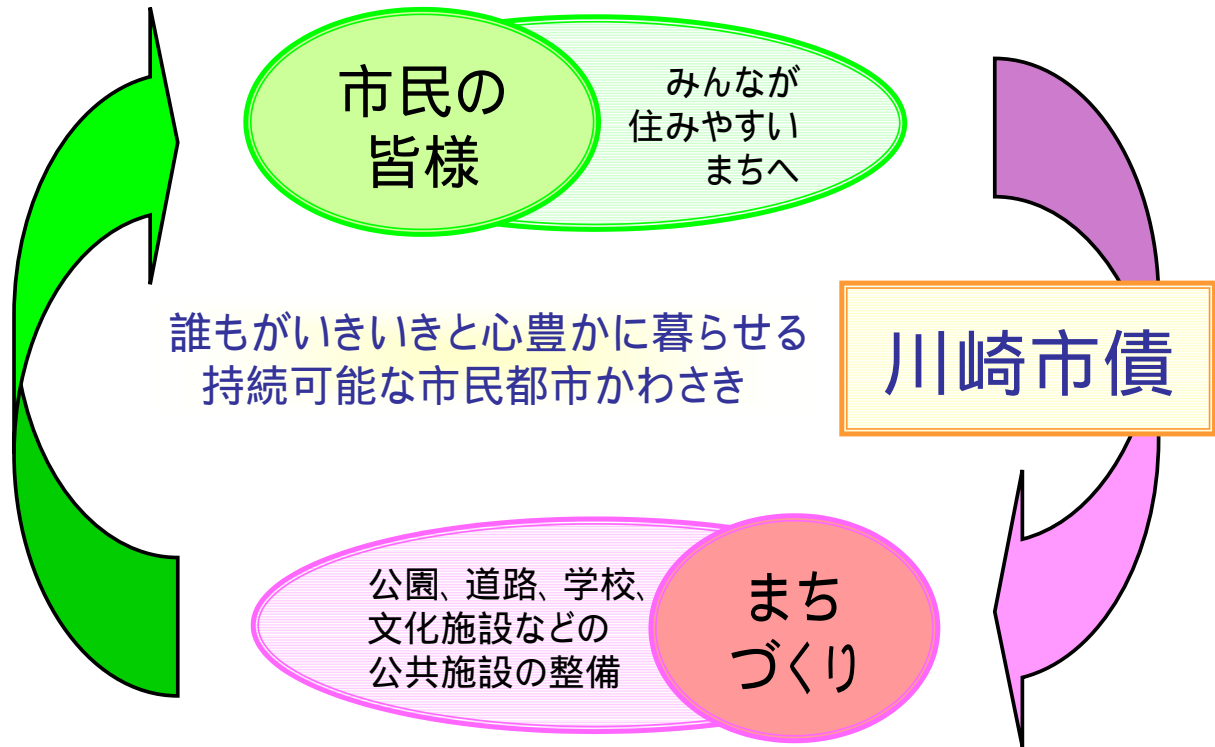 市民の
皆様
みんなが
住みやすい
まちへ
誰もがいきいきと心豊かに暮らせる
持続可能な市民都市かわさき
川崎市債
公園、道路、学校、
文化施設などの
公共施設の整備
まち
づくり